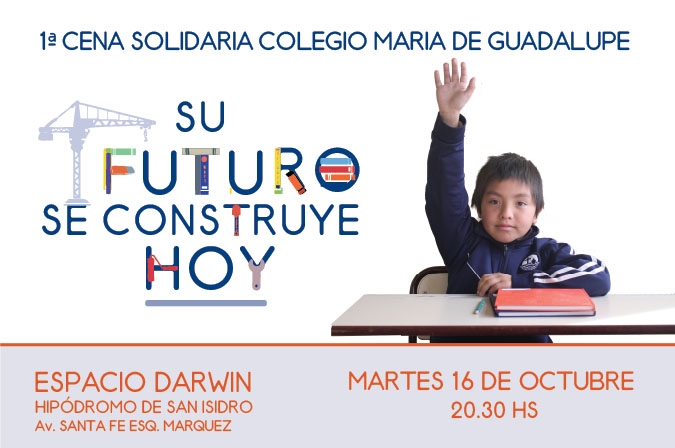 1ª CENA SOLIDARIA COLEGIO MARIA DE GUADALUPE
SU
FUTURO
SE CONSTRUYE
HOY
ESPACIO DARWIN
HIPÓDROMO DE SAN ISIDRO
Av. SANTA FE ESQ. MARQUEZ
MARTES 16 DE OCTUBRE
20.30 HS